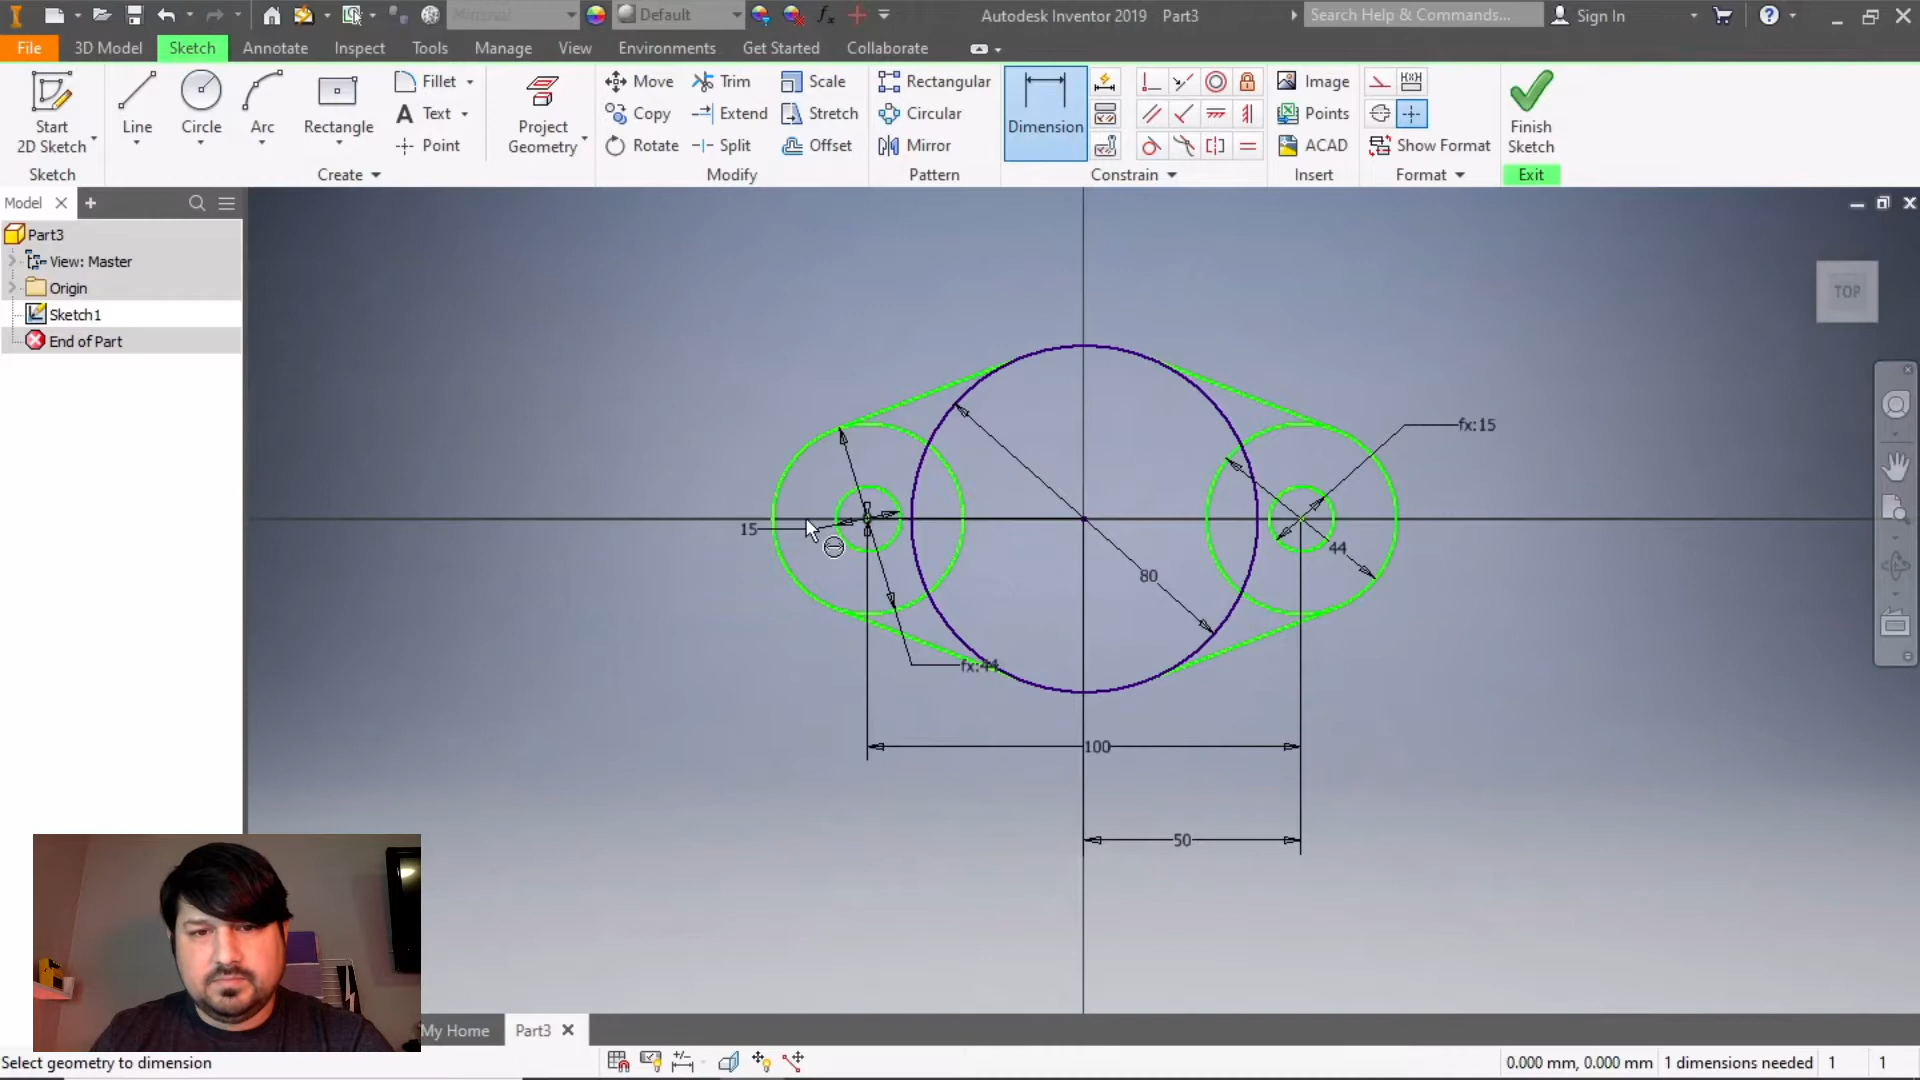 Material
Default
Autodesk Inventor 2019 Part3
Search Help & Commands...
Sign In
File
3D Model
Sketch
Annotate
Inspect
Tools
Manage
View
Environments
Get Started
Collaborate
Start
2D Sketch
Line
Circle
Arc
Rectangle
Fillet
Text
Point
Project
Geometry
Move
Copy
Rotate
Trim
Extend
Split
Scale
Stretch
Offset
Rectangular
Circular
Mirror
Dimension
Image
Points
ACAD
Show Format
Finish
Sketch
Sketch
Create
Modify
Pattern
Constrain
Insert
Format
Exit
Model
Part3
View: Master
Origin
Sketch1
End of Part
TOP
fx:15
15
44
80
fx:44
100
50
My Home
Part3
Select geometry to dimension
0.000 mm, 0.000 mm
1 dimensions needed
1
1